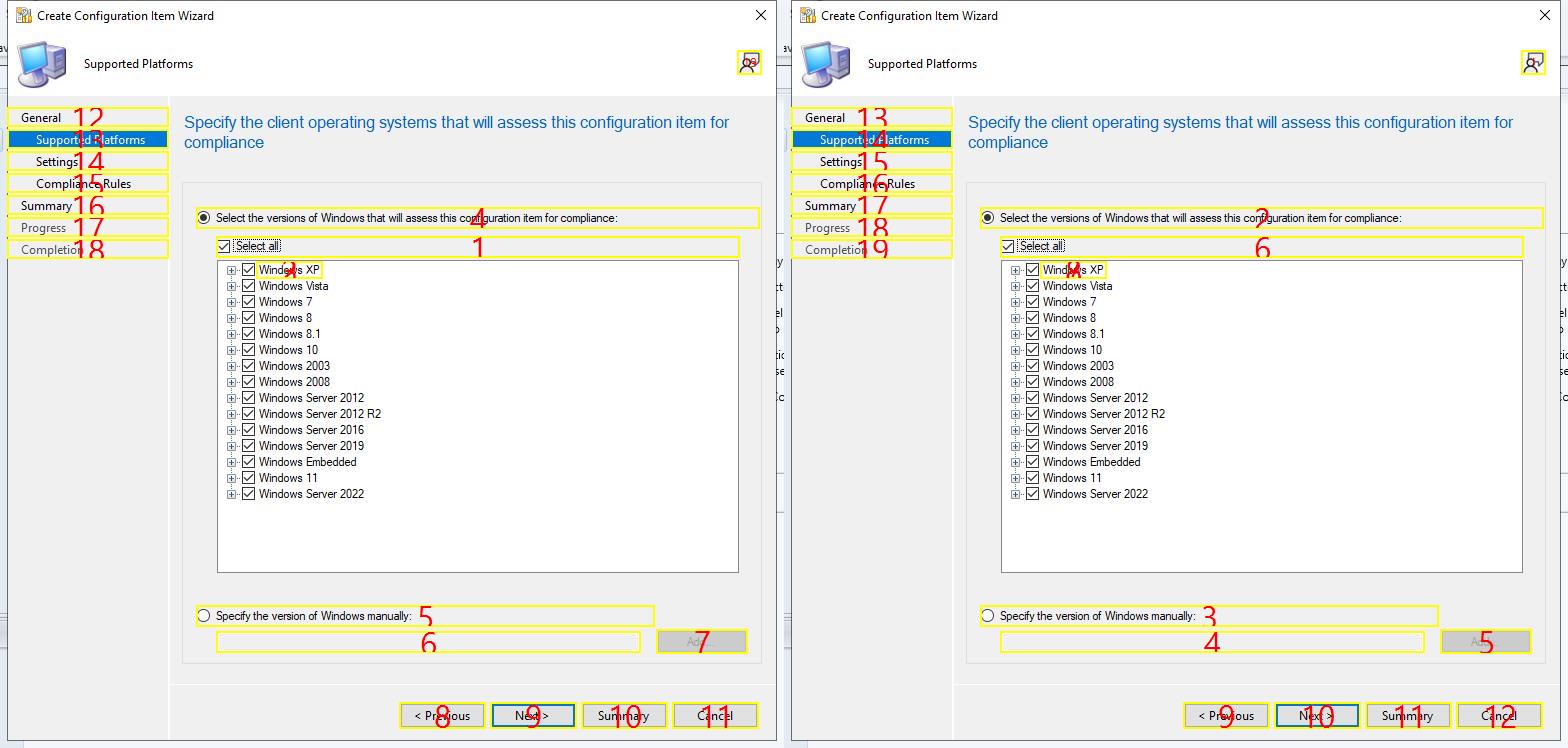 Create Configuration Item Wizard
Supported Platforms
General
12
Supported Platforms
13
Settings
14
Compliance Rules
15
Summary
16
Progress
17
Completion
18
Specify the client operating systems that will assess this configuration item for
compliance
Select the versions of Windows that will assess this configuration item for compliance:
4
Select all
1
Windows XP
Windows Vista
Windows 7
Windows 8
Windows 8.1
Windows 10
Windows 2003
Windows 2008
Windows Server 2012
Windows Server 2012 R2
Windows Server 2016
Windows Server 2019
Windows Embedded
Windows 11
Windows Server 2022
Specify the version of Windows manually:
5
6
Add...
7
< Previous
8
Next >
9
Summary
10
Cancel
11
Create Configuration Item Wizard
Supported Platforms
General
13
Supported Platforms
14
Settings
15
Compliance Rules
16
Summary
17
Progress
18
Completion
19
Specify the client operating systems that will assess this configuration item for
compliance
Select the versions of Windows that will assess this configuration item for compliance:
2
Select all
6
Windows XP
Windows Vista
Windows 7
Windows 8
Windows 8.1
Windows 10
Windows 2003
Windows 2008
Windows Server 2012
Windows Server 2012 R2
Windows Server 2016
Windows Server 2019
Windows Embedded
Windows 11
Windows Server 2022
Specify the version of Windows manually:
3
4
Add...
5
< Previous
9
Next >
10
Summary
11
Cancel
12